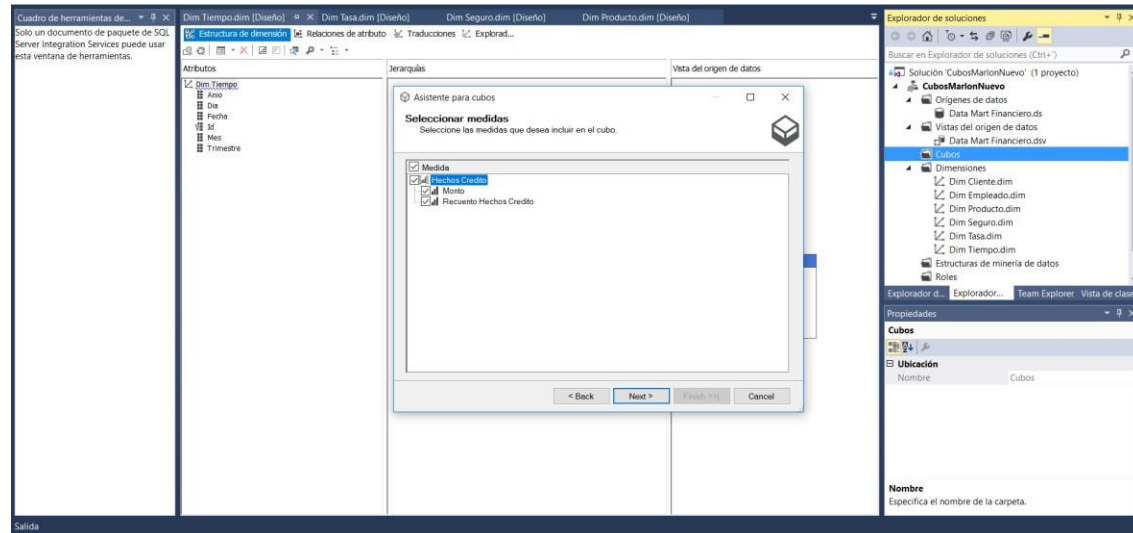 Cuadro de herramientas de...
Solo un documento de paquete de SQL
Server Integration Services puede usar
esta ventana de herramientas.
Dim Tiempo.dim [Diseño]
Dim Tasa.dim [Diseño]
Dim Seguro.dim [Diseño]
Dim Producto.dim [Diseño]
Estructura de dimensión
Relaciones de atributo
Traducciones
Explorad...
Atributos
Dim Tiempo
Anio
Dia
Fecha
Id
Mes
Trimestre
Jerarquías
Vista del origen de datos
Asistente para cubos
Seleccionar medidas
Seleccione las medidas que desea incluir en el cubo.
Medida
Hechos Credito
Monto
Recuento Hechos Credito
< Back
Next >
Finish >>|
Cancel
Explorador de soluciones
Buscar en Explorador de soluciones (Ctrl+¨)
Solución 'CubosMarlonNuevo' (1 proyecto)
CubosMarlonNuevo
Orígenes de datos
Data Mart Financiero.ds
Vistas del origen de datos
Data Mart Financiero.dsv
Cubos
Dimensiones
Dim Cliente.dim
Dim Empleado.dim
Dim Producto.dim
Dim Seguro.dim
Dim Tasa.dim
Dim Tiempo.dim
Estructuras de minería de datos
Roles
Explorador d...
Explorador...
Team Explorer
Vista de clase
Propiedades
Cubos
Ubicación
Nombre
Cubos
Nombre
Especifica el nombre de la carpeta.
Salida